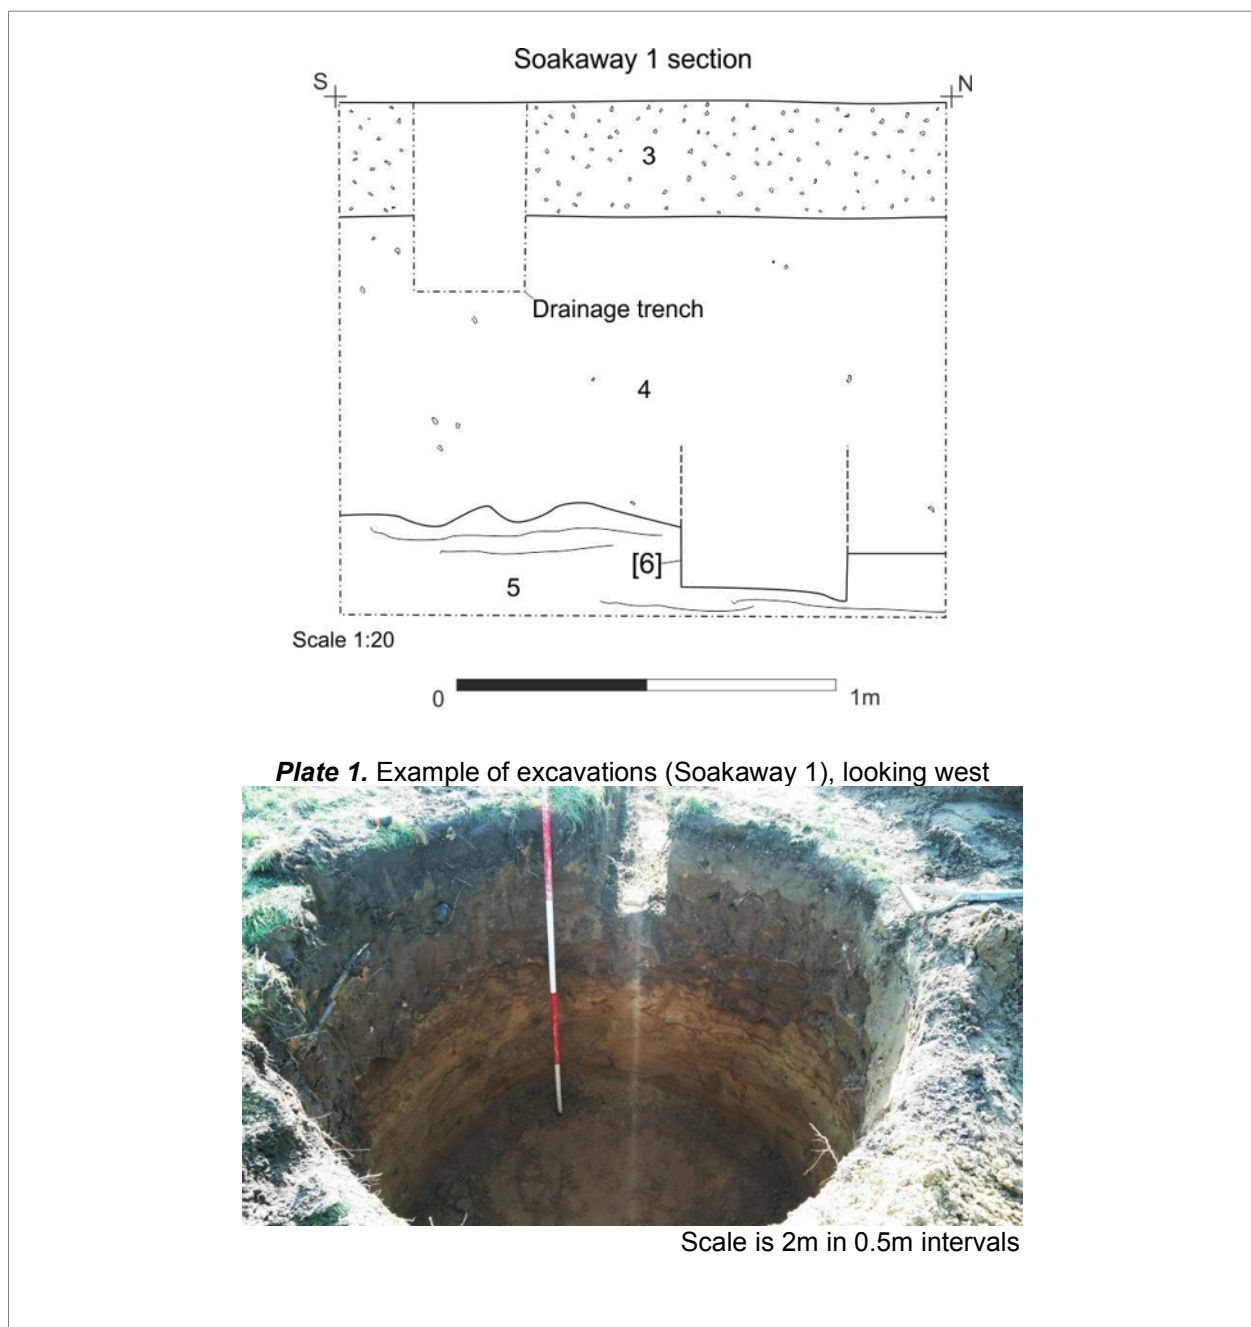 Soakaway 1 section
S
N
3
Drainage trench
4
[6]
5
Scale 1:20
0
1m
Plate 1. Example of excavations (Soakaway 1), looking west
Scale is 2m in 0.5m intervals